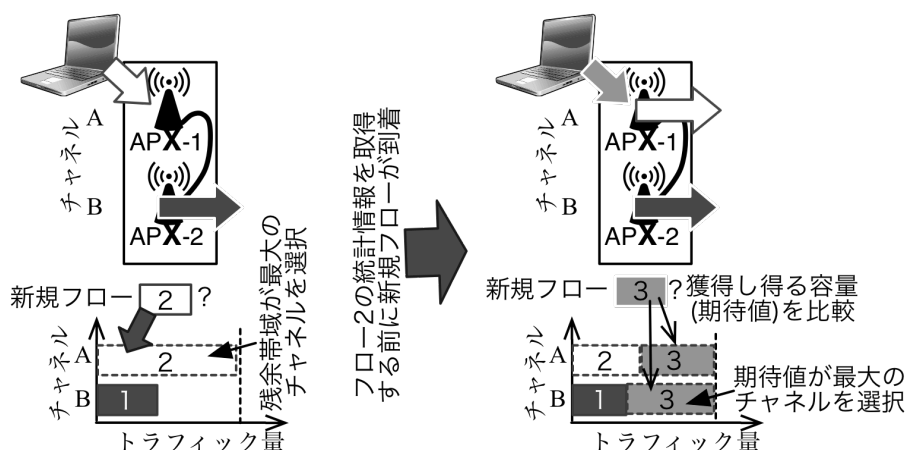 チャネル
A
B
APX-1
APX-2
新規フロー 2 ?
残余帯域が最大の
チャネルを選択
チャネル
A
B
2
1
トラフィック量
フロー2の統計情報を取得
する前に新規フローが到着
チャネル
A
B
APX-1
APX-2
新規フロー 3 ? 獲得し得る容量
(期待値)を比較
チャネル
A
B
2
3
1
3
期待値が最大の
チャネルを選択
トラフィック量